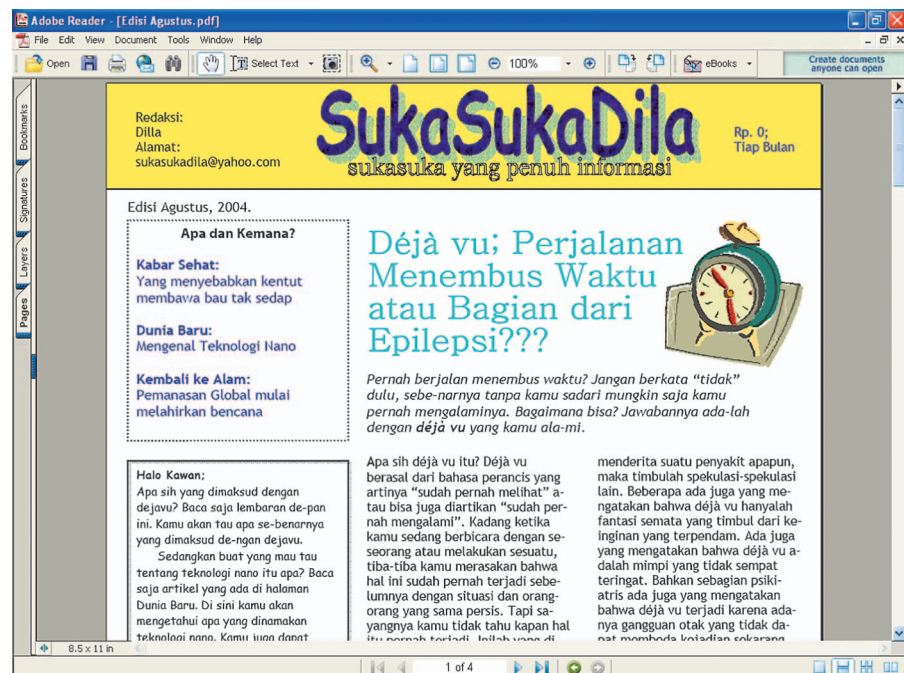 Adobe Reader - [Edisi Agustus.pdf]
File Edit View Document Tools Window Help
Open Select Text 100% eBooks Create documents anyone can open
Bookmarks
Signatures
Layers
Pages
Redaksi:
Dilla
Alamat:
sukasukadila@yahoo.com
SukaSukaDila
sukasuka yang penuh informasi
Rp. 0;
Tiap Bulan
Edisi Agustus, 2004.
Apa dan Kemana?
Kabar Sehat:
Yang menyebabkan kentut
membawa bau tak sedap
Dunia Baru:
Mengenal Teknologi Nano
Kembali ke Alam:
Pemanasan Global mulai
melahirkan bencana
Halo Kawan;
Apa sih yang dimaksud dengan
dejavu? Baca saja lembaran de-pan
ini. Kamu akan tau apa se-benarnya
yang dimaksud de-ngan dejavu.
Sedangkan buat yang mau tau
tentang teknologi nano itu apa? Baca
saja artikel yang ada di halaman
Dunia Baru. Di sini kamu akan
mengetahui apa yang dinamakan
teknologi nano. Kamu juga dapat
Déjà vu; Perjalanan
Menembus Waktu
atau Bagian dari
Epilepsi???
Pernah berjalan menembus waktu? Jangan berkata “tidak”
dulu, sebe-narnya tanpa kamu sadari mungkin saja kamu
pernah mengalaminya. Bagaimana bisa? Jawabannya ada-lah
dengan déjà vu yang kamu ala-mi.
Apa sih déjà vu itu? Déjà vu
berasal dari bahasa perancis yang
artinya “sudah pernah melihat” a-
tau bisa juga diartikan “sudah per-
nah mengalami”. Kadang ketika
kamu sedang berbicara dengan se-
seorang atau melakukan sesuatu,
tiba-tiba kamu merasakan bahwa
hal ini sudah pernah terjadi sebe-
lumnya dengan situasi dan orang-
orang yang sama persis. Tapi sa-
yangnya kamu tidak tahu kapan hal
itu pernah terjadi. Inilah yang di
menderita suatu penyakit apapun,
maka timbulah spekulasi-spekulasi
lain. Beberapa ada juga yang me-
ngatakan bahwa déjà vu hanyalah
fantasi semata yang timbul dari ke-
inginan yang terpendam. Ada juga
yang mengatakan bahwa déjà vu a-
dalah mimpi yang tidak sempat
teringat. Bahkan sebagian psiki-
atris ada juga yang mengatakan
bahwa déjà vu terjadi karena ada-
nya gangguan otak yang tidak da-
pat membeda kejadian sekarang
8.5 x 11 in
1 of 4